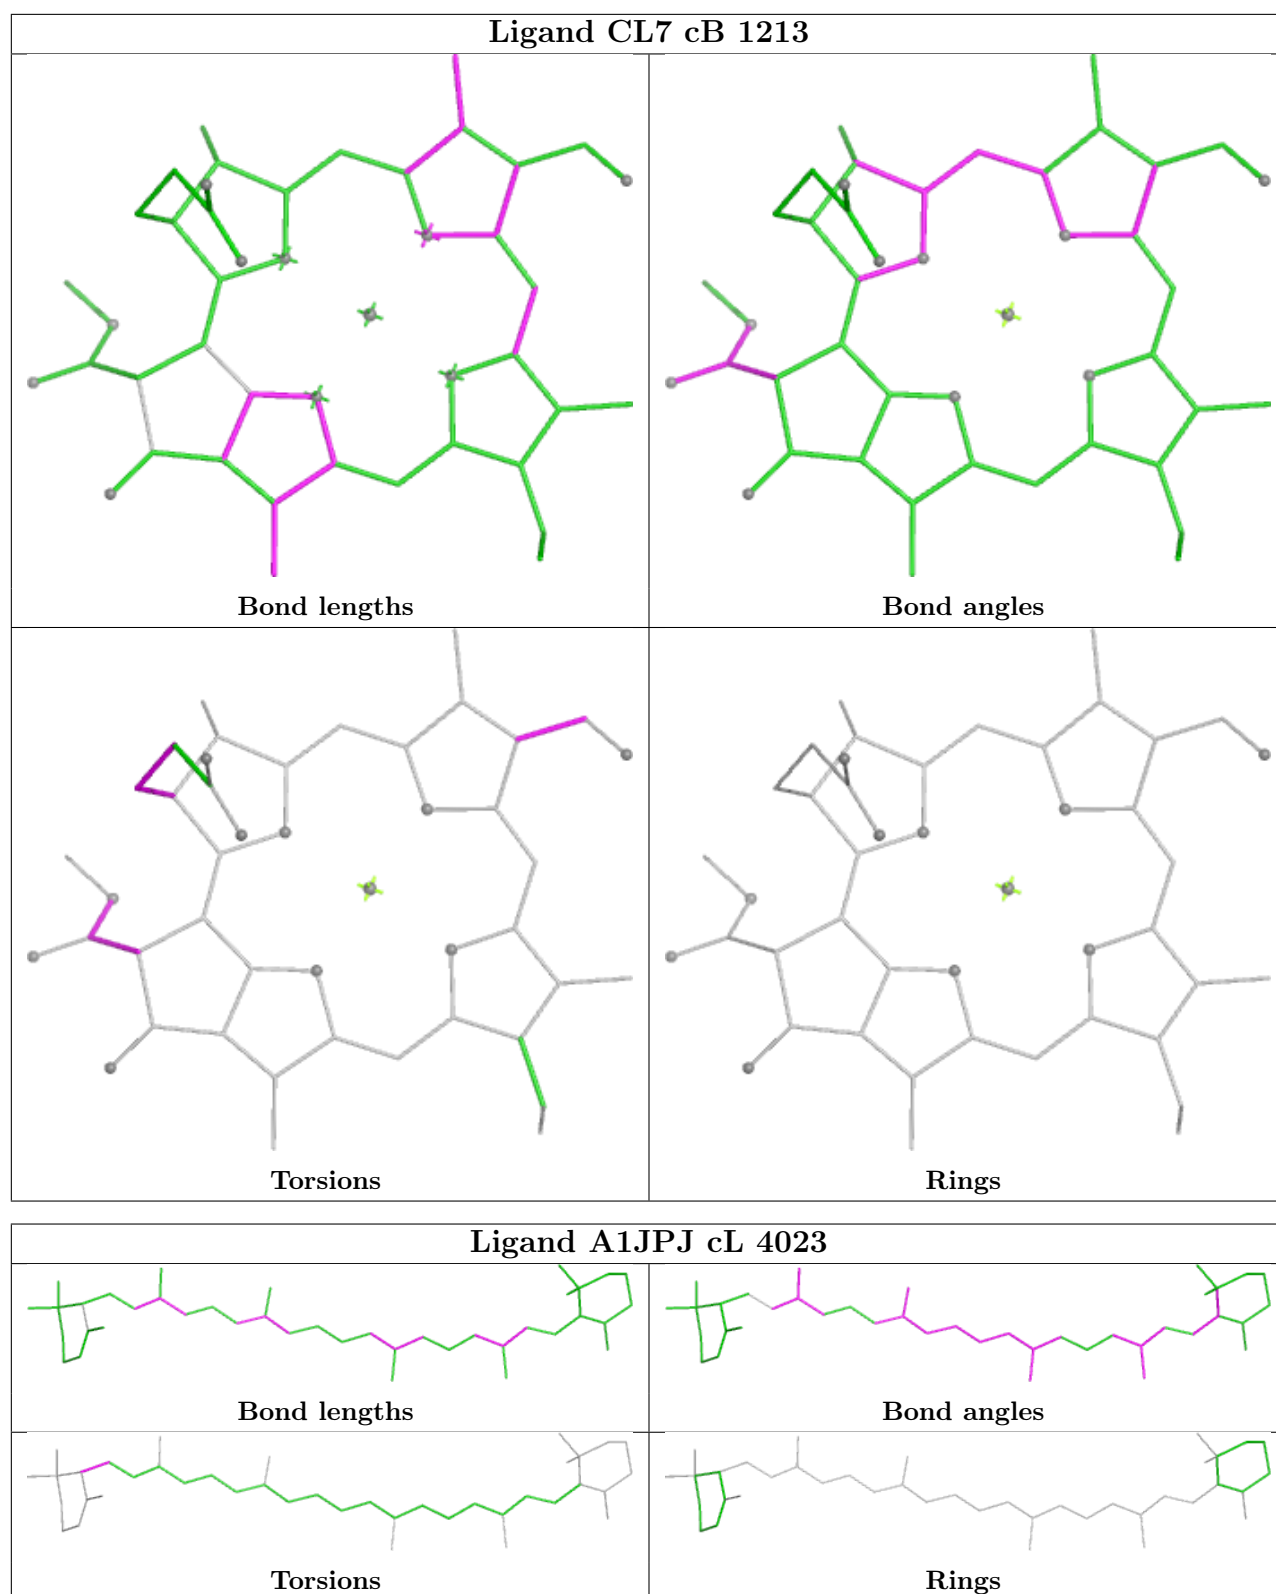 Ligand CL7 cB 1213
Bond lengths
Bond angles
Torsions
Rings
Ligand A1JPJ cL 4023
Bond lengths
Bond angles
Torsions
Rings